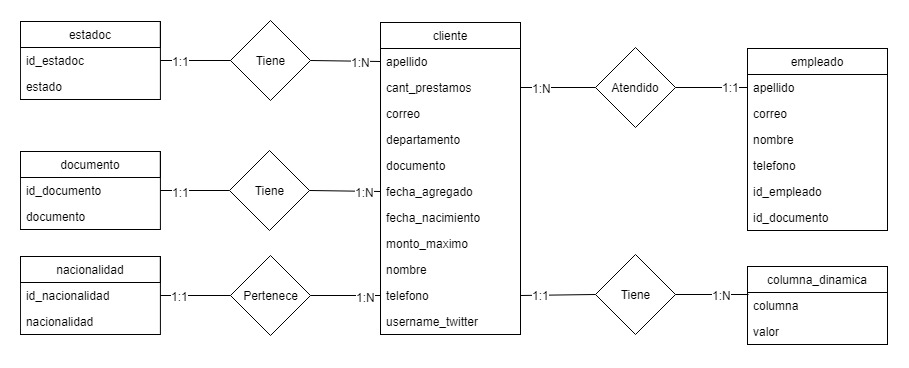 estadoc
id_estadoc
estado
1:1
Tiene
1:N
documento
id_documento
documento
1:1
Tiene
1:N
nacionalidad
id_nacionalidad
nacionalidad
1:1
Pertenece
1:N
cliente
apellido
cant_prestamos
correo
departamento
documento
fecha_agregado
fecha_nacimiento
monto_maximo
nombre
telefono
username_twitter
1:N
Atendido
1:1
empleado
apellido
correo
nombre
telefono
id_empleado
id_documento
1:1
Tiene
1:N
columna_dinamica
columna
valor